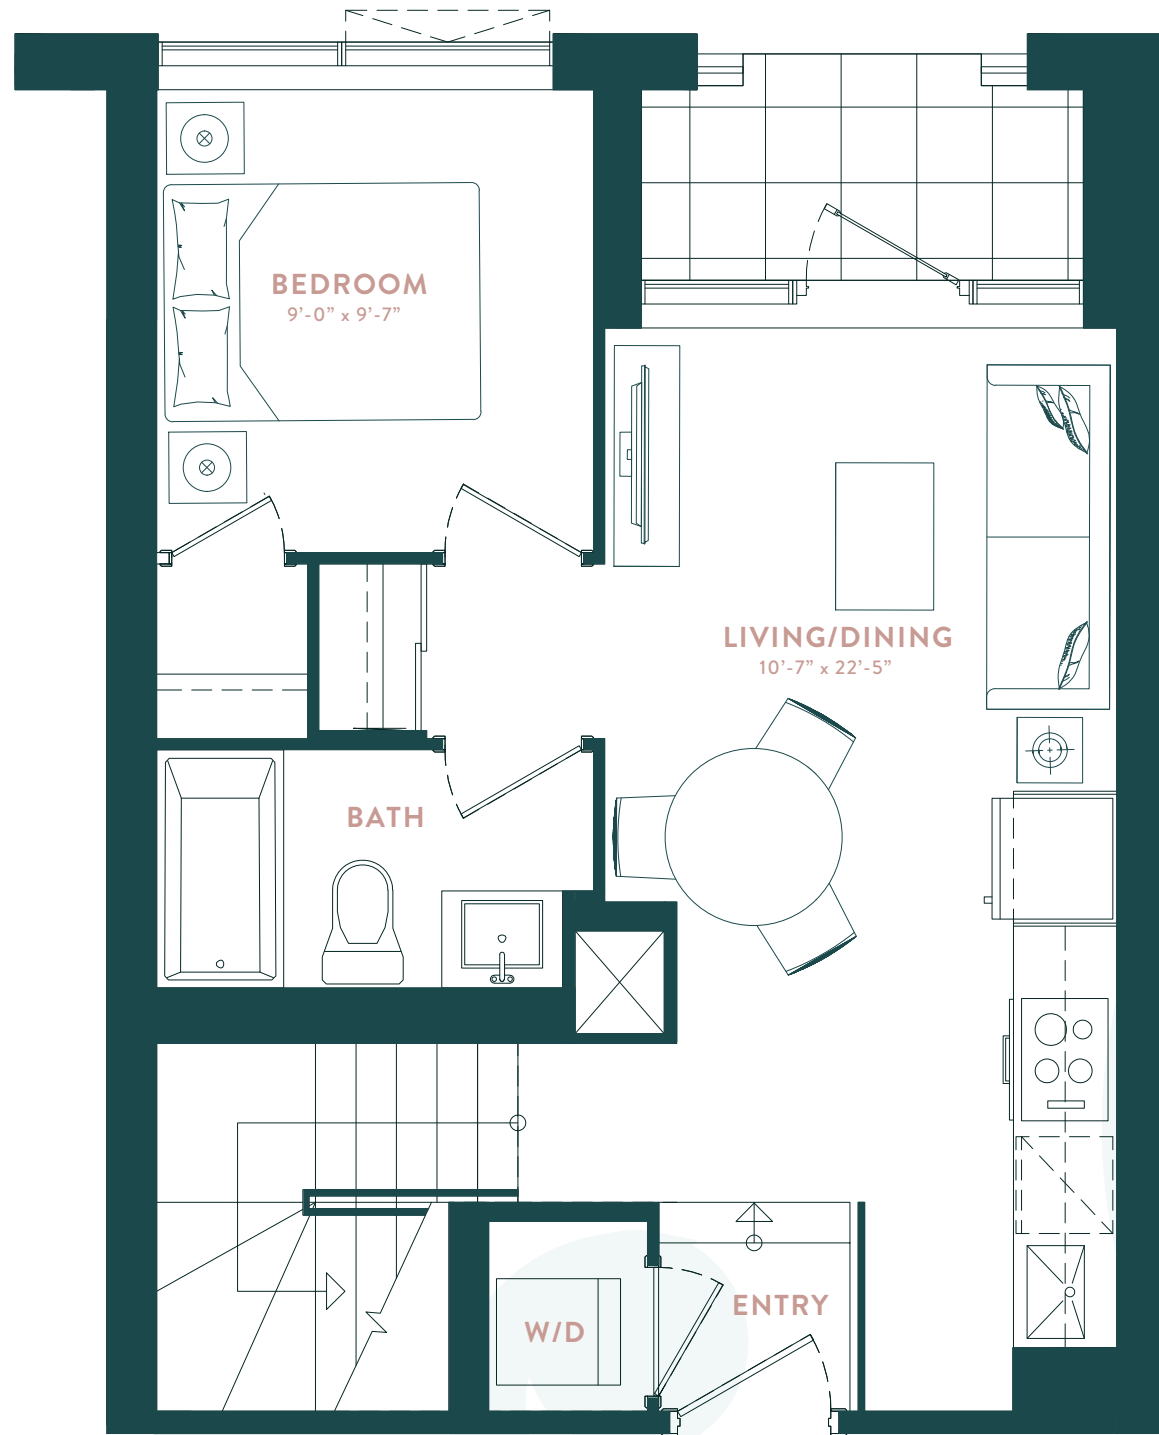 BEDROOM
9’-0” x 9’-7”
LIVING/DINING
10’-7” x 22’-5”
BATH
ENTRY
W/D